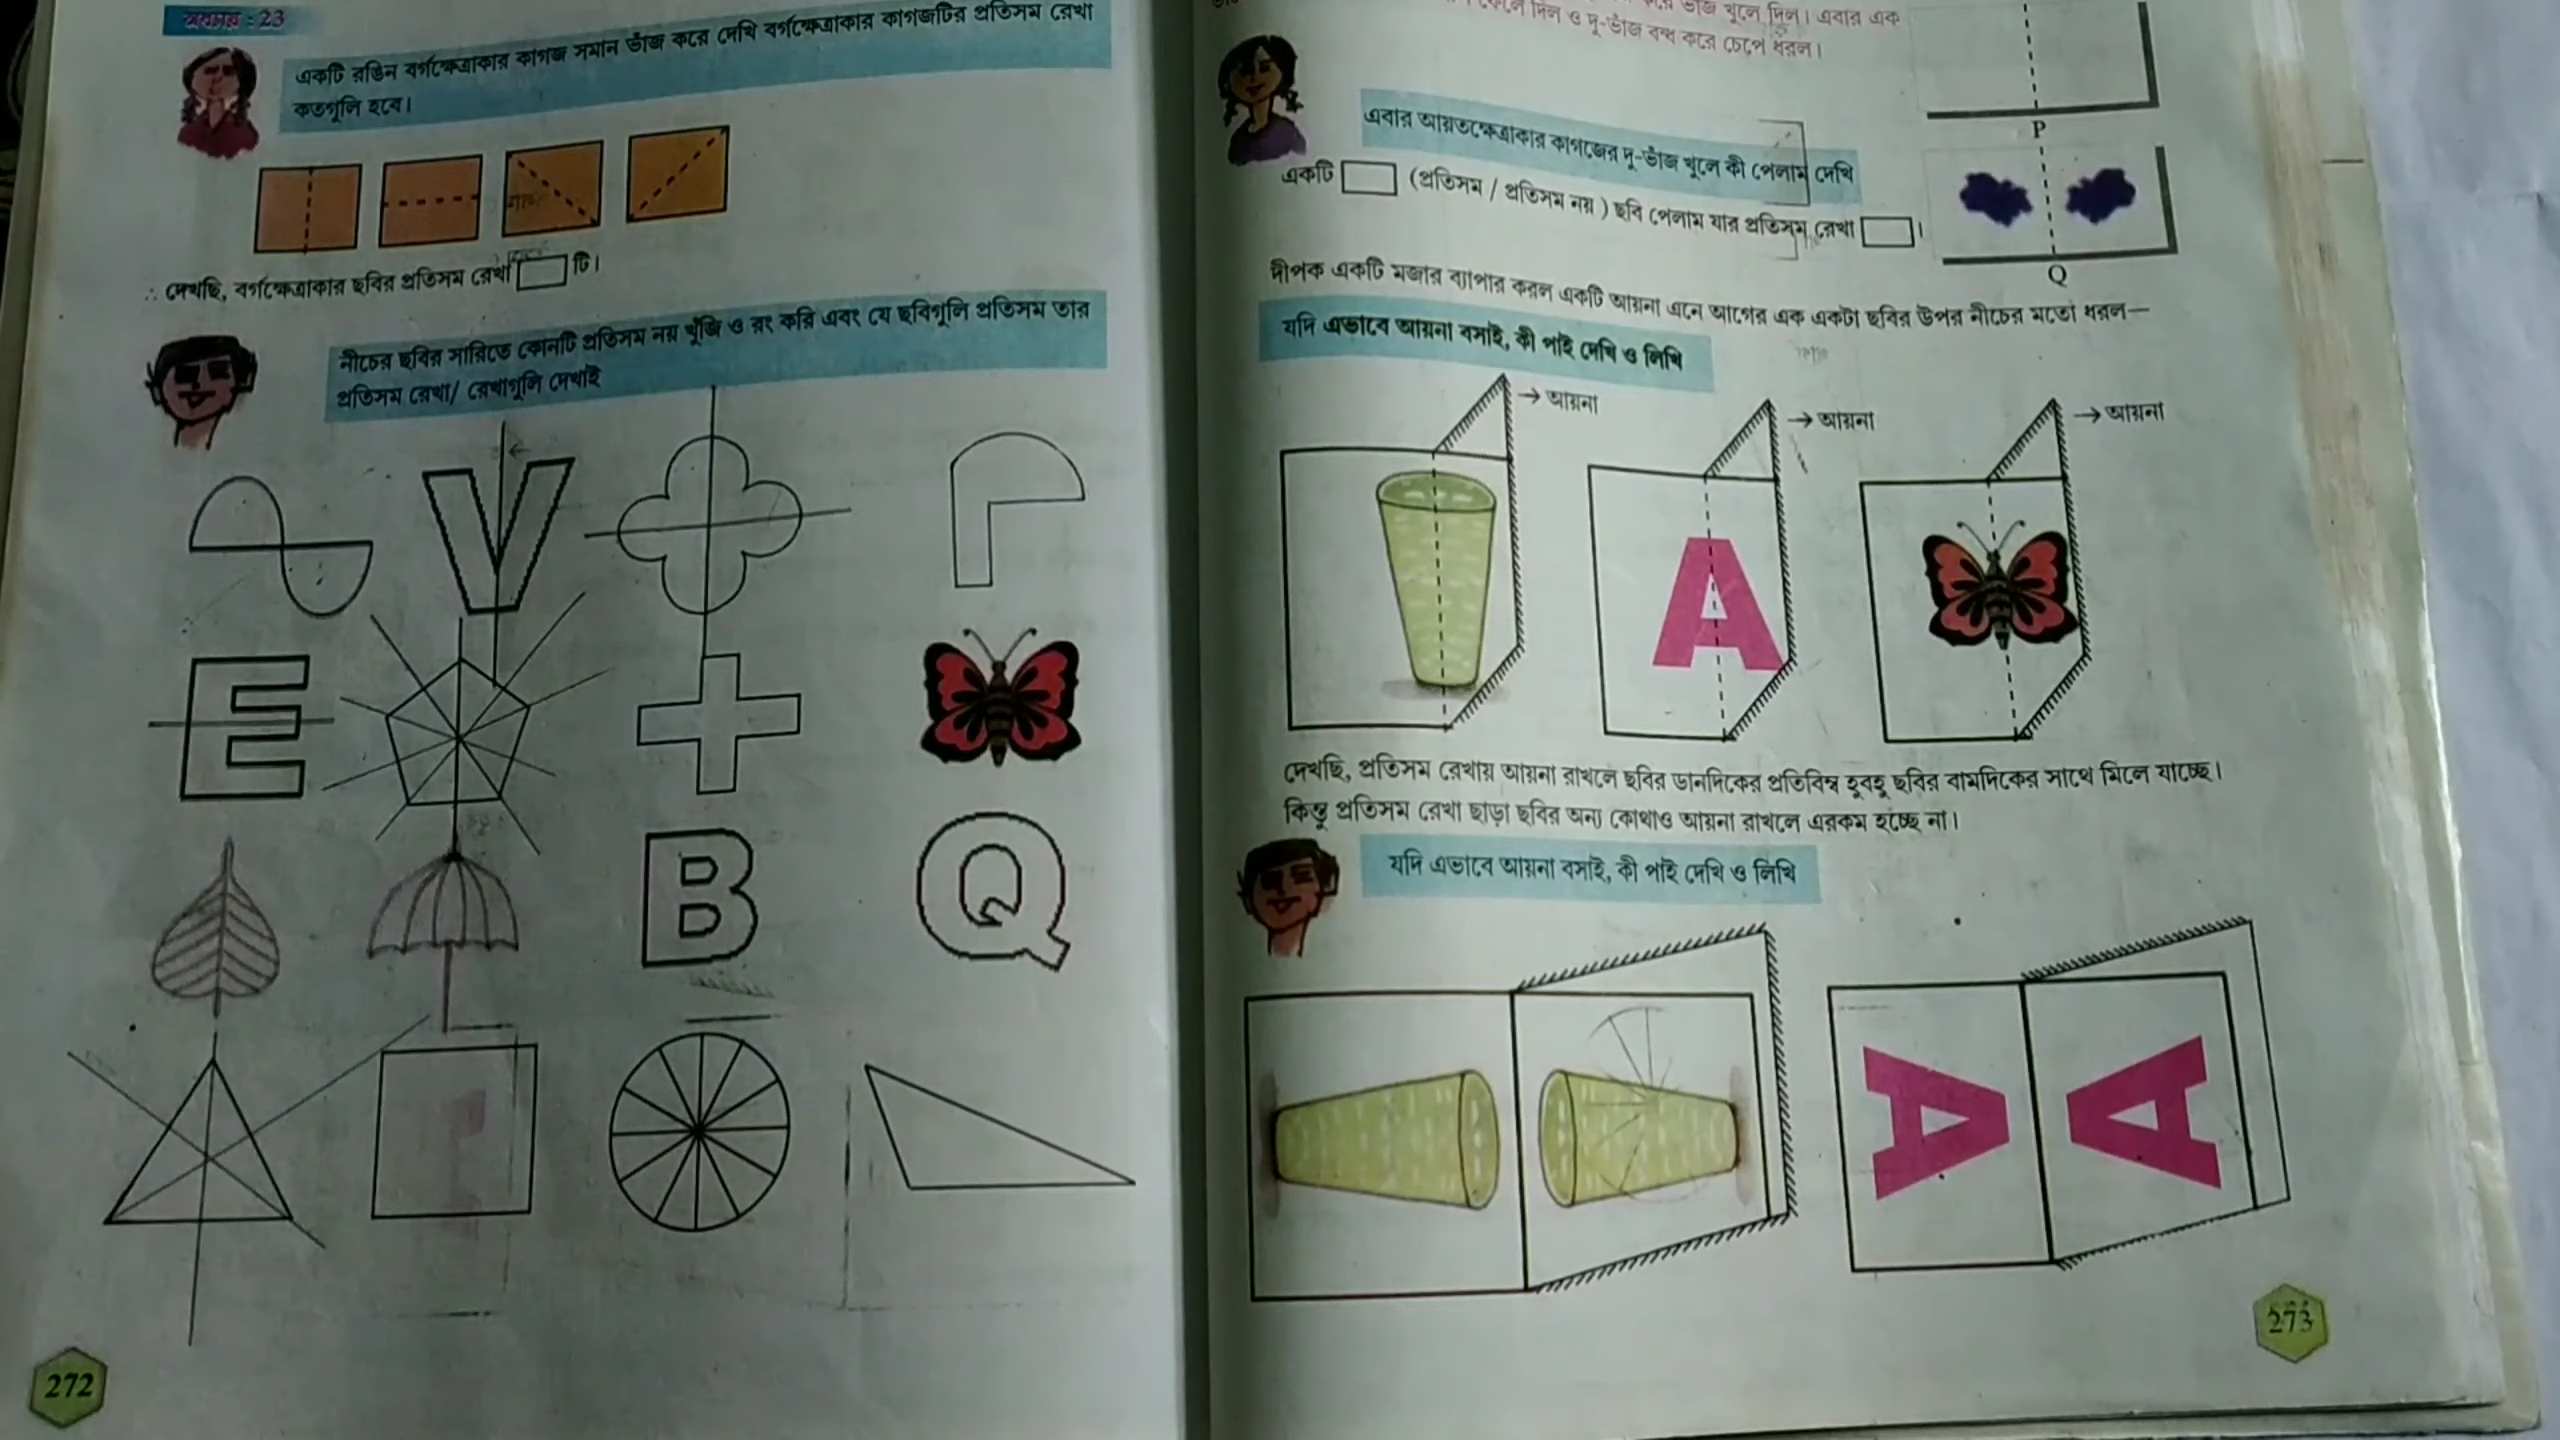 অধ্যায় : 23
একটি রঙিন বর্গক্ষেত্রাকার কাগজ সমান ভাঁজ করে দেখি বর্গক্ষেত্রাকার কাগজটির প্রতিসম রেখা
কতগুলি হবে।
∴ দেখছি, বর্গক্ষেত্রাকার ছবির প্রতিসম রেখা টি।
নীচের ছবির সারিতে কোনটি প্রতিসম নয় খুঁজি ও রং করি এবং যে ছবিগুলি প্রতিসম তার
প্রতিসম রেখা/ রেখাগুলি দেখাই
V
E
B Q
272
ভাঁজ খুলে দিল। এবার এক
ফেলে দিল ও দু-ভাঁজ বন্ধ করে চেপে ধরল।
এবার আয়তক্ষেত্রাকার কাগজের দু-ভাঁজ খুলে কী পেলাম দেখি
একটি (প্রতিসম / প্রতিসম নয় ) ছবি পেলাম যার প্রতিসম রেখা ।
P
Q
দীপক একটি মজার ব্যাপার করল একটি আয়না এনে আগের এক একটা ছবির উপর নীচের মতো ধরল—
যদি এভাবে আয়না বসাই, কী পাই দেখি ও লিখি
→ আয়না → আয়না → আয়না
A
দেখছি, প্রতিসম রেখায় আয়না রাখলে ছবির ডানদিকের প্রতিবিম্ব হুবহু ছবির বামদিকের সাথে মিলে যাচ্ছে।
কিন্তু প্রতিসম রেখা ছাড়া ছবির অন্য কোথাও আয়না রাখলে এরকম হচ্ছে না।
যদি এভাবে আয়না বসাই, কী পাই দেখি ও লিখি
A A
273